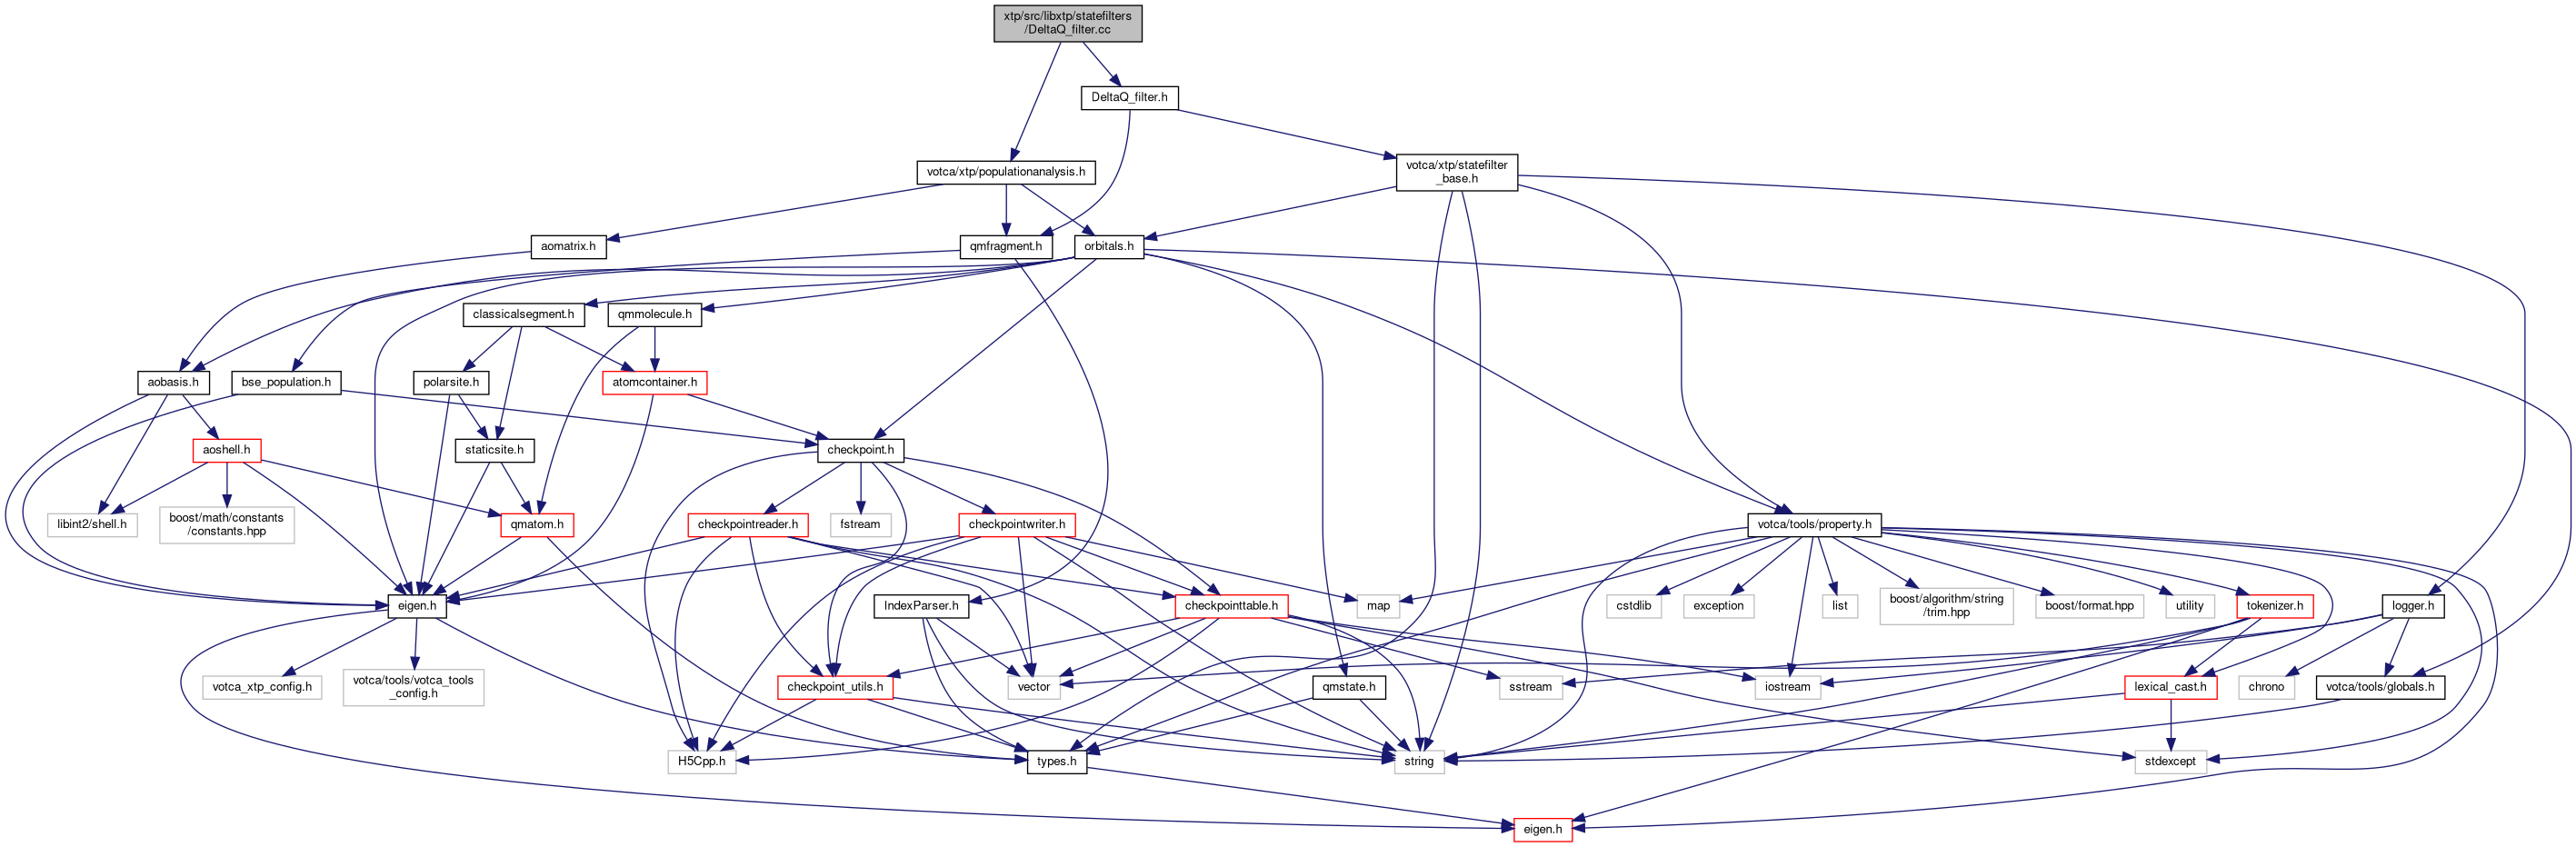 xtp/src/libxtp/statefilters
/DeltaQ_filter.cc
DeltaQ_filter.h
votca/xtp/populationanalysis.h
votca/xtp/statefilter
_base.h
aomatrix.h
qmfragment.h
orbitals.h
classicalsegment.h
qmmolecule.h
aobasis.h
bse_population.h
polarsite.h
atomcontainer.h
aoshell.h
staticsite.h
checkpoint.h
libint2/shell.h
boost/math/constants
/constants.hpp
qmatom.h
checkpointreader.h
fstream
checkpointwriter.h
votca/tools/property.h
eigen.h
IndexParser.h
checkpointtable.h
map
cstdlib
exception
list
boost/algorithm/string
/trim.hpp
boost/format.hpp
utility
tokenizer.h
logger.h
votca_xtp_config.h
votca/tools/votca_tools
_config.h
checkpoint_utils.h
vector
qmstate.h
sstream
iostream
lexical_cast.h
chrono
votca/tools/globals.h
H5Cpp.h
types.h
string
stdexcept
eigen.h